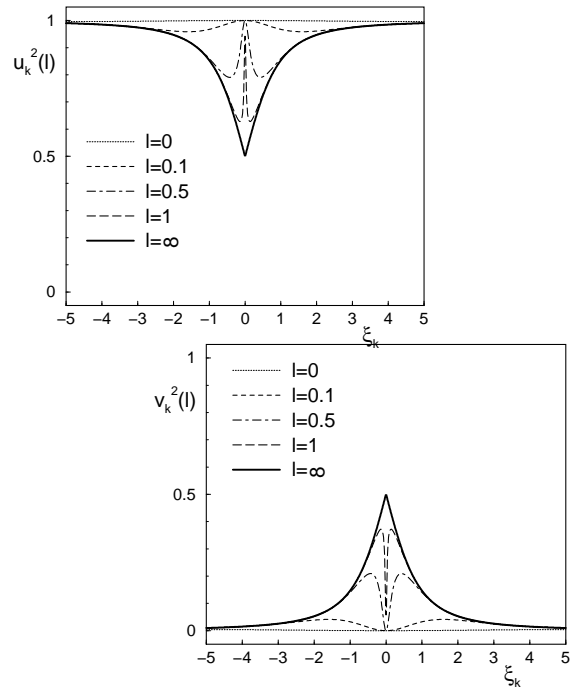 1
u_k^2(l)
0.5
0
l=0
l=0.1
l=0.5
l=1
l=∞
−5 −4 −3 −2 −1 0 1 2 3 4 5
ξ_k
1
v_k^2(l)
0.5
0
l=0
l=0.1
l=0.5
l=1
l=∞
−5 −4 −3 −2 −1 0 1 2 3 4 5
ξ_k